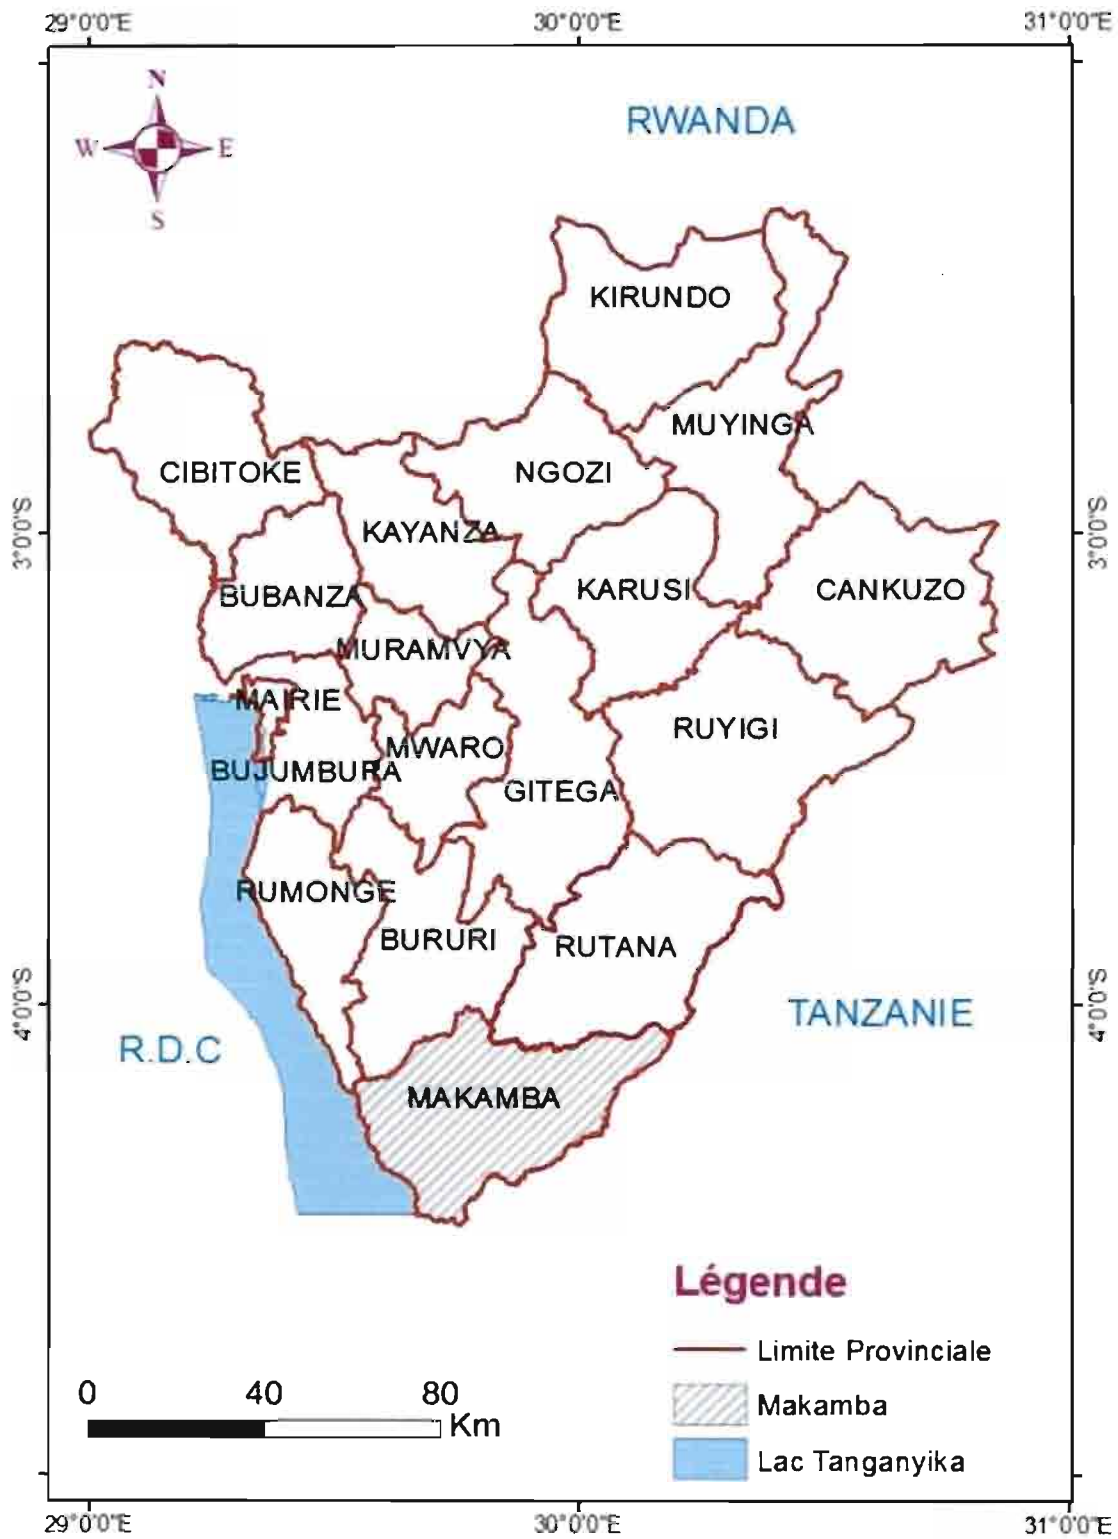 29°0'0"E 30°0'0"E 31°0'0"E
N
W E
S
RWANDA
KIRUNDO
MUYINGA
CIBITOKE
NGOZI
3°0'0"S 3°0'0"S
KAYANZA
BUBANZA
KARUSI
CANKUZO
MURAMVYA
MAIRIE
RUYIGI
MWARO
BUJUMBURA
GITEGA
RUMONGE
BURURI
RUTANA
4°0'0"S 4°0'0"S
TANZANIE
R.D.C
MAKAMBA
Légende
Limite Provinciale
Makamba
Lac Tanganyika
0 40 80
Km
29°0'0"E 30°0'0"E 31°0'0"E